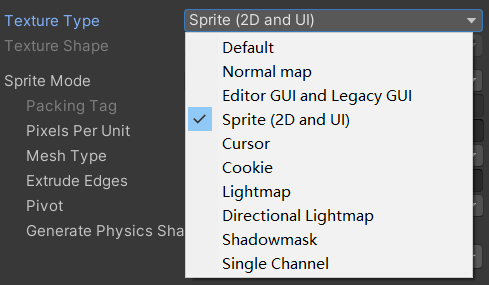 Texture Type Sprite (2D and UI)
Texture Shape Default
Normal map
Sprite Mode
Editor GUI and Legacy GUI
Packing Tag
Sprite (2D and UI)
Pixels Per Unit
Cursor
Mesh Type
Cookie
Extrude Edges
Lightmap
Pivot
Directional Lightmap
Generate Physics Sha
Shadowmask
Single Channel